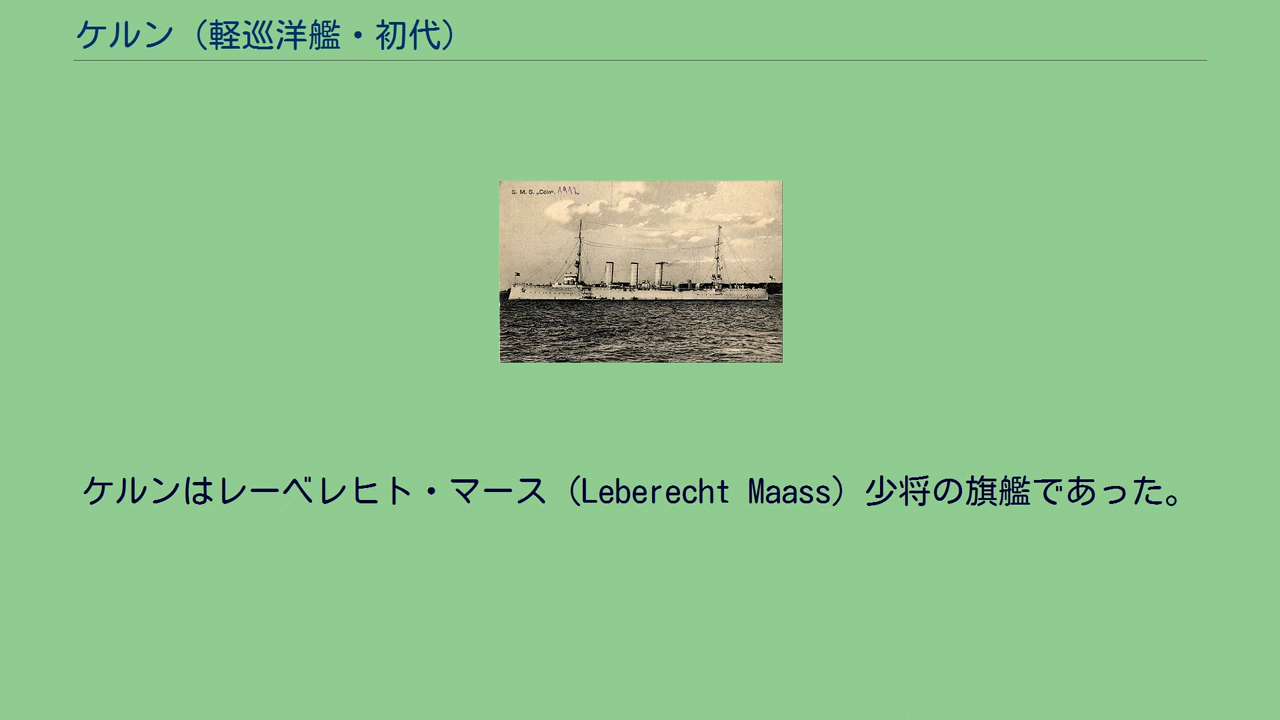 ケルン（軽巡洋艦・初代）
S. M. S. „Cöln“. 1912
ケルンはレーベレヒト・マース（Leberecht Maass）少将の旗艦であった。